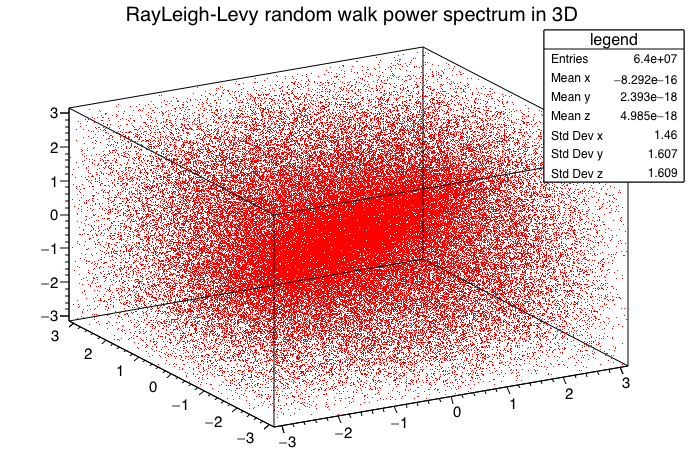 RayLeigh-Levy random walk power spectrum in 3D
legend
Entries 6.4e+07
Mean x −8.292e−16
Mean y 2.393e−18
Mean z 4.985e−18
Std Dev x 1.46
Std Dev y 1.607
Std Dev z 1.609
3
2
1
0
−1
−2
−3
3
2
1
0
−1
−2
−3
−3
−2
−1
0
1
2
3